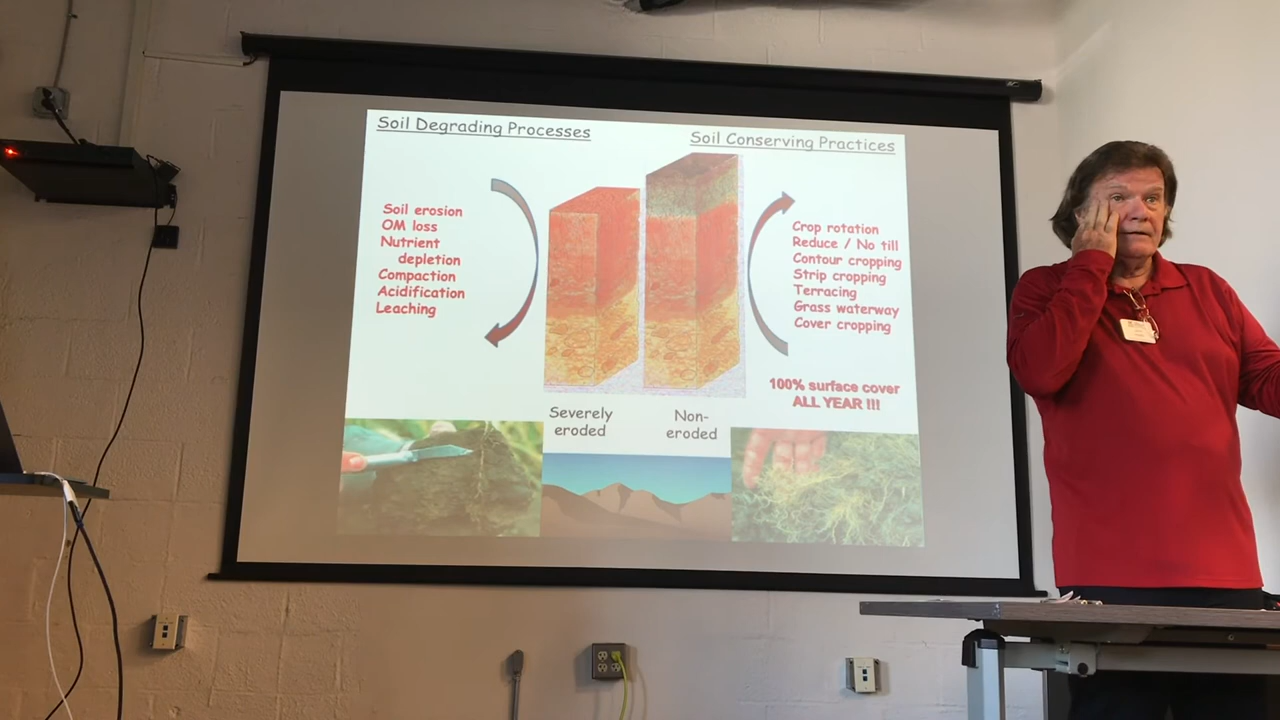 Soil Degrading Processes
Soil Conserving Practices
Soil erosion
OM loss
Nutrient
depletion
Compaction
Acidification
Leaching
Crop rotation
Reduce / No till
Contour cropping
Strip cropping
Terracing
Grass waterway
Cover cropping
100% surface cover
ALL YEAR !!!
Severely
eroded
Non-
eroded